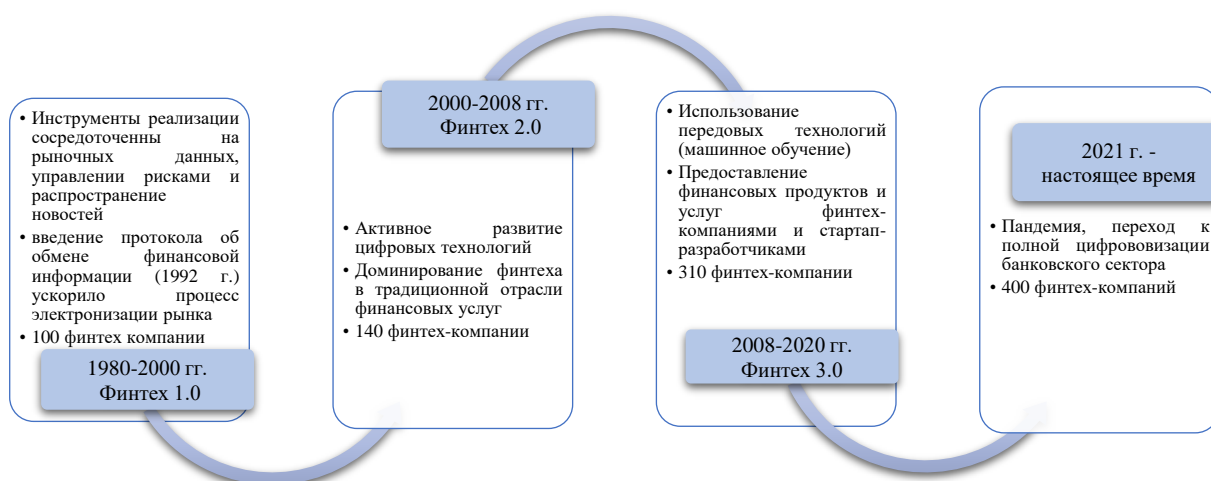 • Инструменты реализации
сосредоточенны на
рыночных данных,
управлении рисками и
распространение
новостей
• введение протокола об
обмене финансовой
информации (1992 г.)
ускорило процесс
электронизации рынка
• 100 финтех компании
1980-2000 гг.
Финтех 1.0
2000-2008 гг.
Финтех 2.0
• Активное развитие
цифровых технологий
• Доминирование финтеха
в традиционной отрасли
финансовых услуг
• 140 финтех-компании
• Использование
передовых технологий
(машинное обучение)
• Предоставление
финансовых продуктов и
услуг финтех-
компаниями и стартап-
разработчиками
• 310 финтех-компании
2008-2020 гг.
Финтех 3.0
2021 г. -
настоящее время
• Пандемия, переход к
полной цифрововизации
банковского сектора
• 400 финтех-компаний